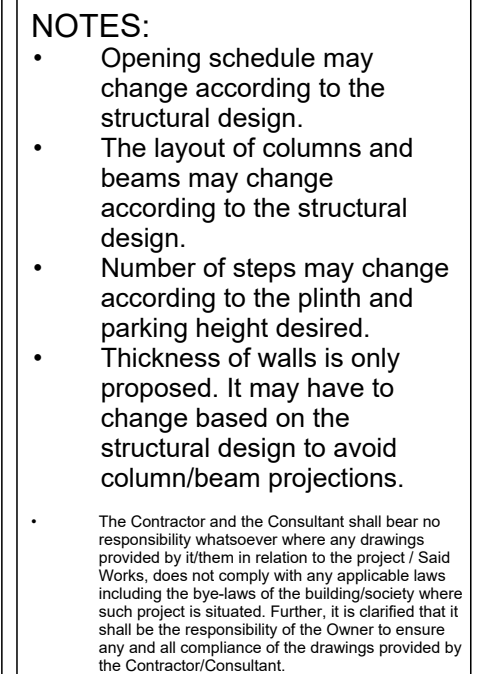 NOTES:
• Opening schedule may
change according to the
structural design.
• The layout of columns and
beams may change
according to the structural
design.
• Number of steps may change
according to the plinth and
parking height desired.
• Thickness of walls is only
proposed. It may have to
change based on the
structural design to avoid
column/beam projections.
• The Contractor and the Consultant shall bear no
responsibility whatsoever where any drawings
provided by it/them in relation to the project / Said
Works, does not comply with any applicable laws
including the bye-laws of the building/society where
such project is situated. Further, it is clarified that it
shall be the responsibility of the Owner to ensure
any and all compliance of the drawings provided by
the Contractor/Consultant.